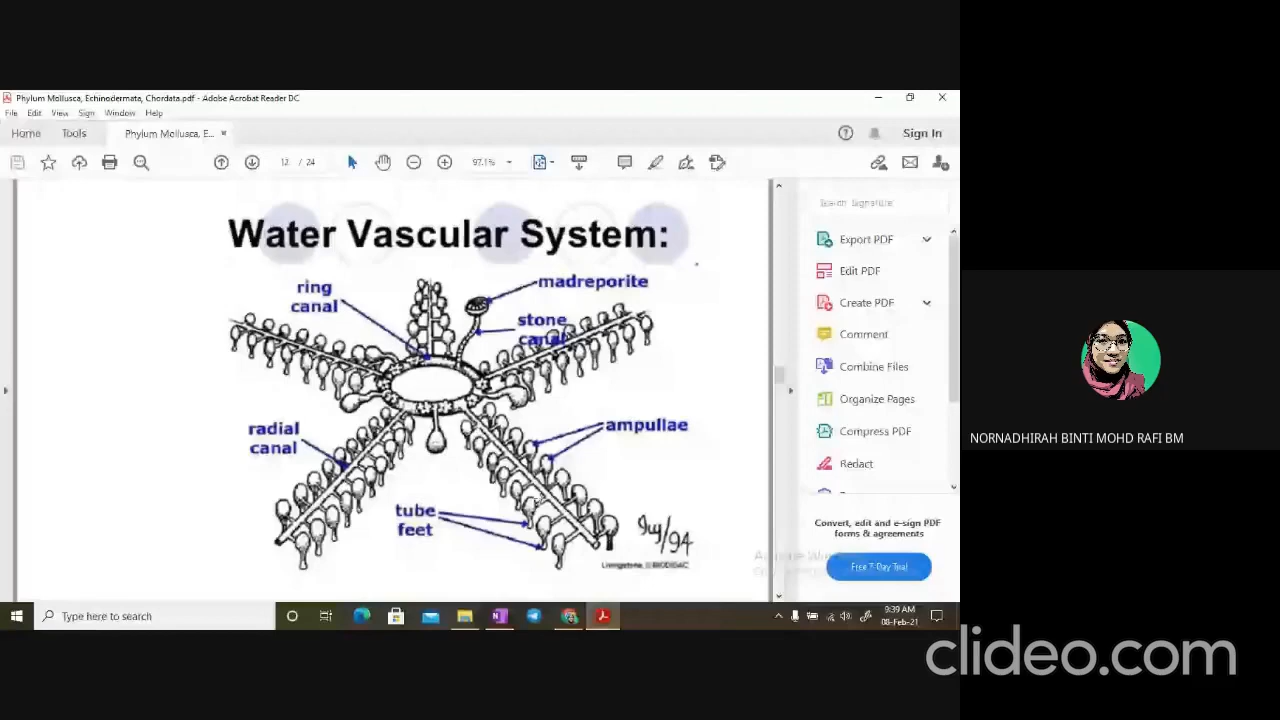 Phylum Mollusca, Echinodermata, Chordata.pdf - Adobe Acrobat Reader DC
File Edit View Sign Window Help
Home Tools Phylum Mollusca, E... × Sign In
12 / 24 97.1%
Water Vascular System:
ring
canal
madreporite
stone
canal
radial
canal
ampullae
tube
feet
Livingstone, © BIODIDAC
Export PDF
Edit PDF
Create PDF
Comment
Combine Files
Organize Pages
Compress PDF
Redact
Convert, edit and e-sign PDF
forms & agreements
Free 7-Day Trial
Type here to search
9:39 AM
08-Feb-21
NORNADHIRAH BINTI MOHD RAFI BM
clideo.com